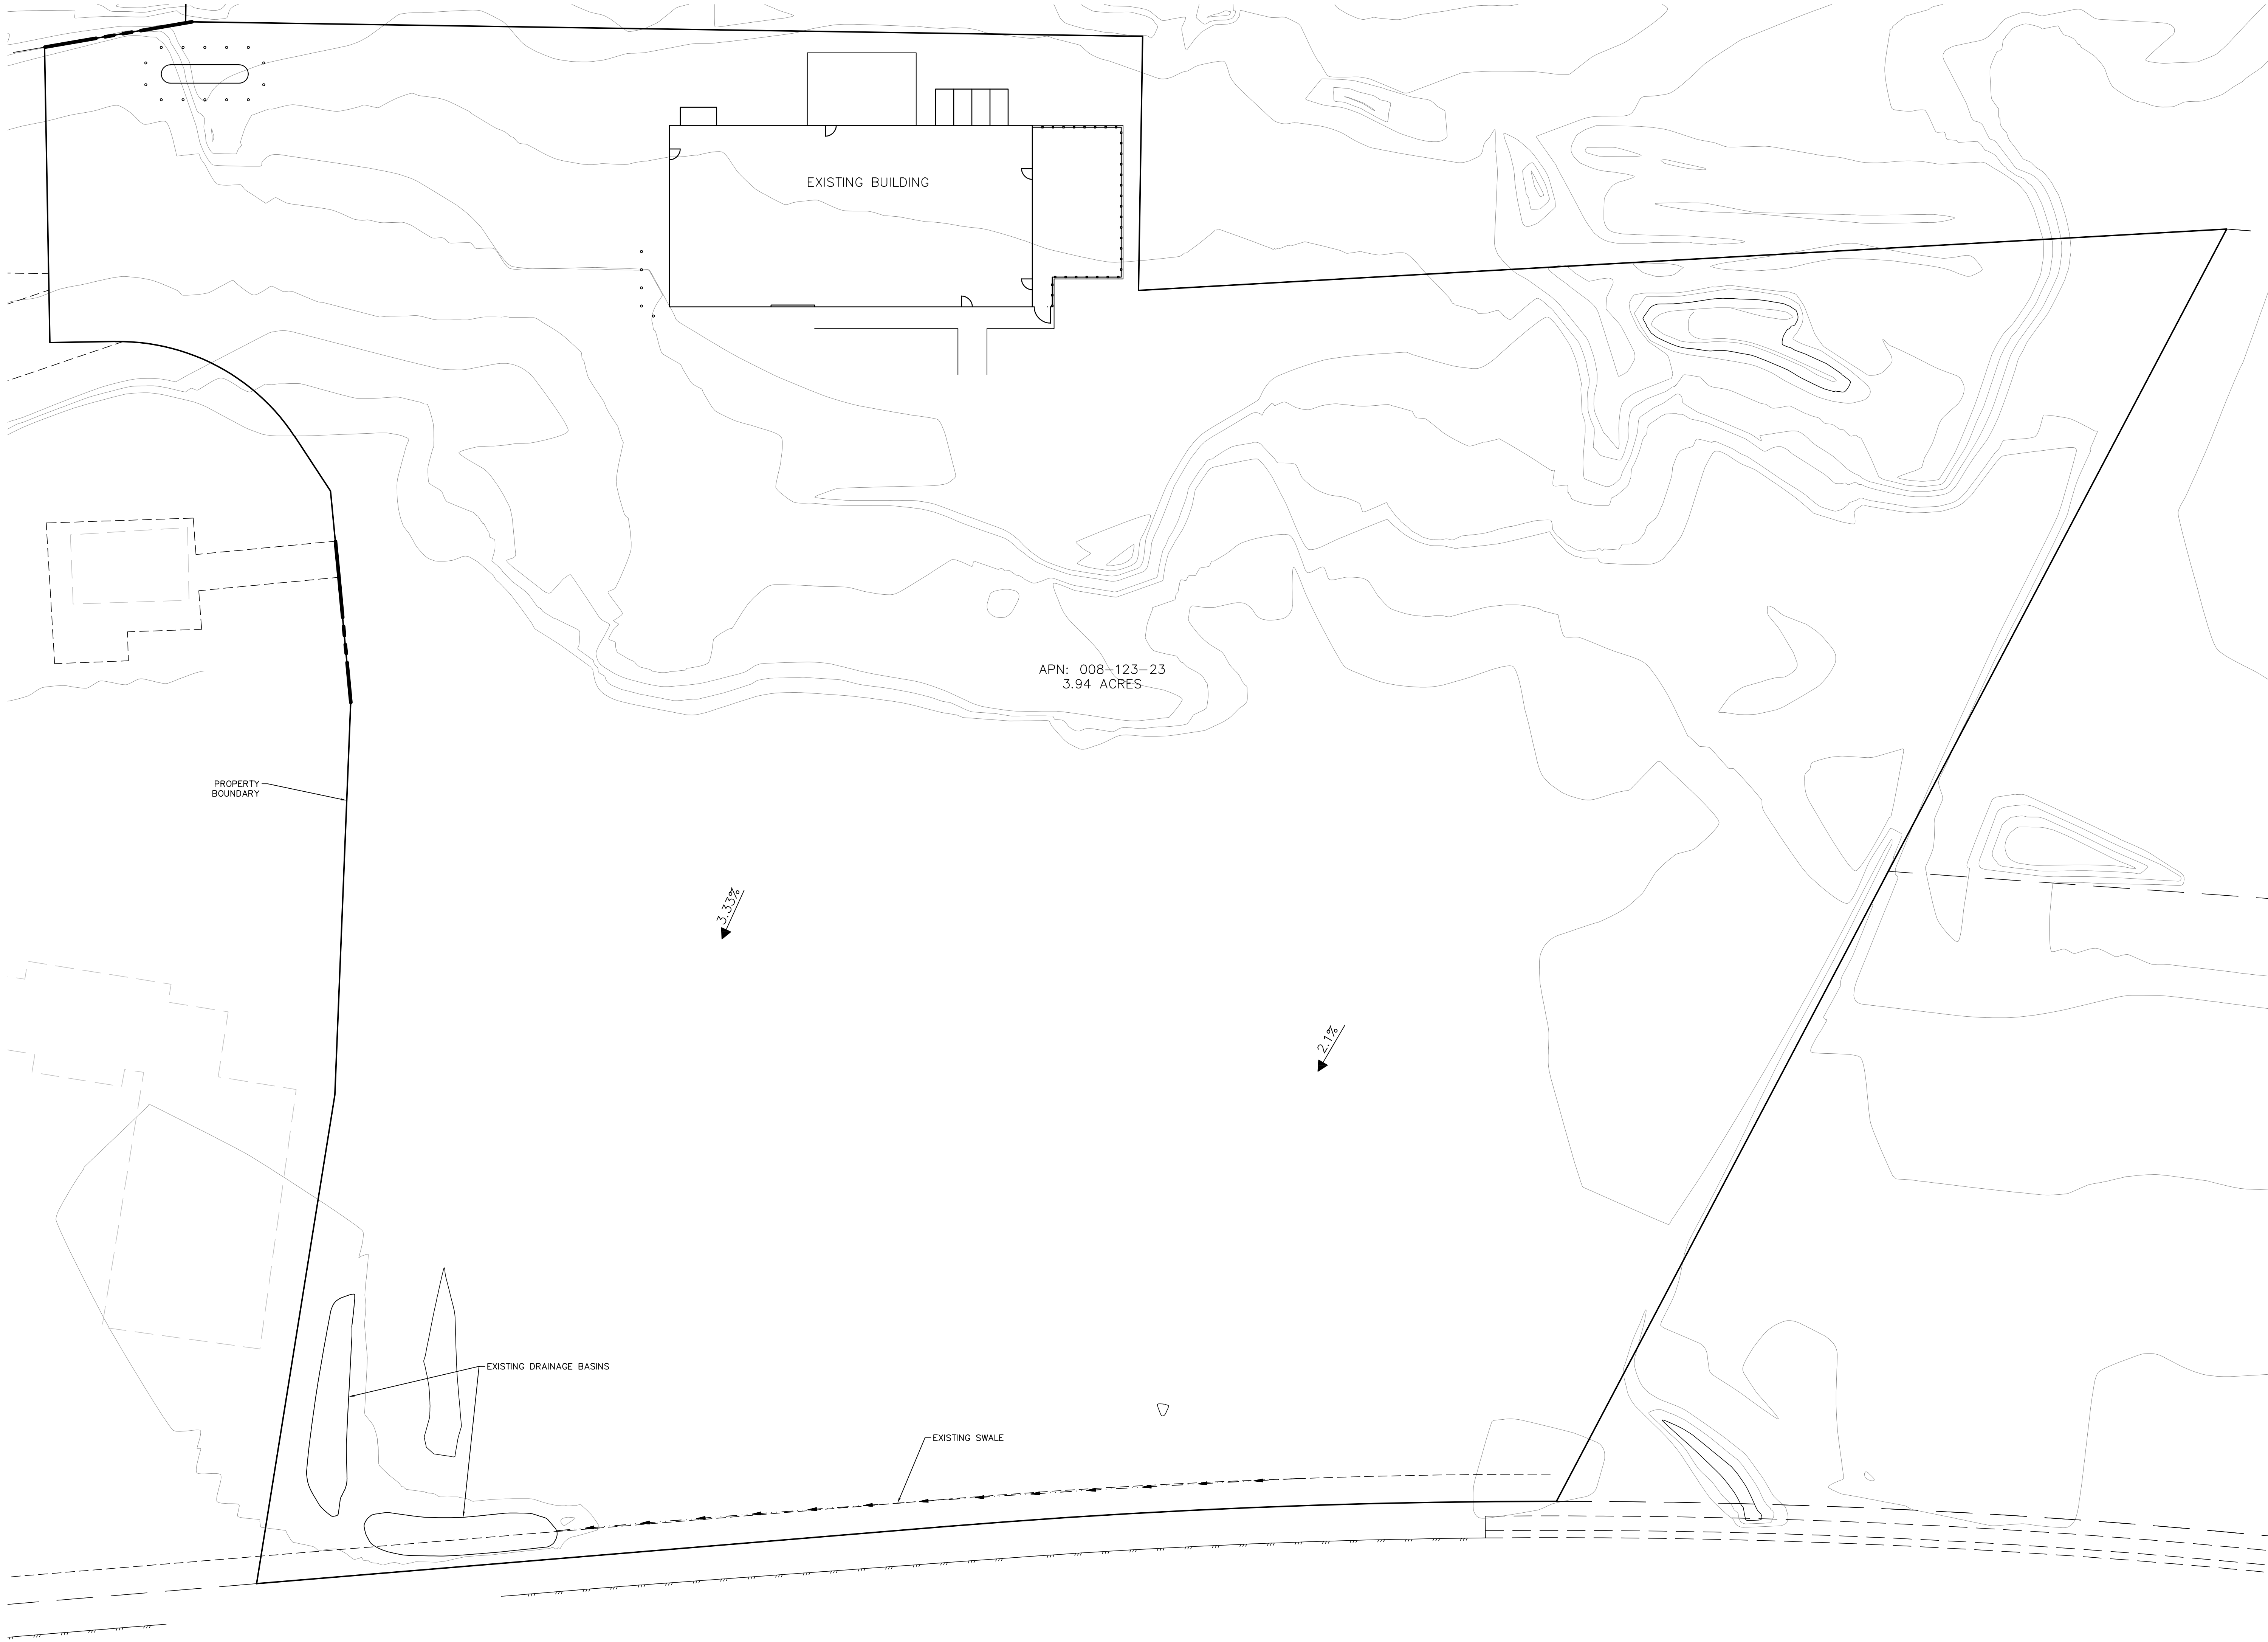 EXISTING BUILDING
APN: 008-123-23
3.94 ACRES
PROPERTY
BOUNDARY
3.33%
2.1%
EXISTING DRAINAGE BASINS
EXISTING SWALE